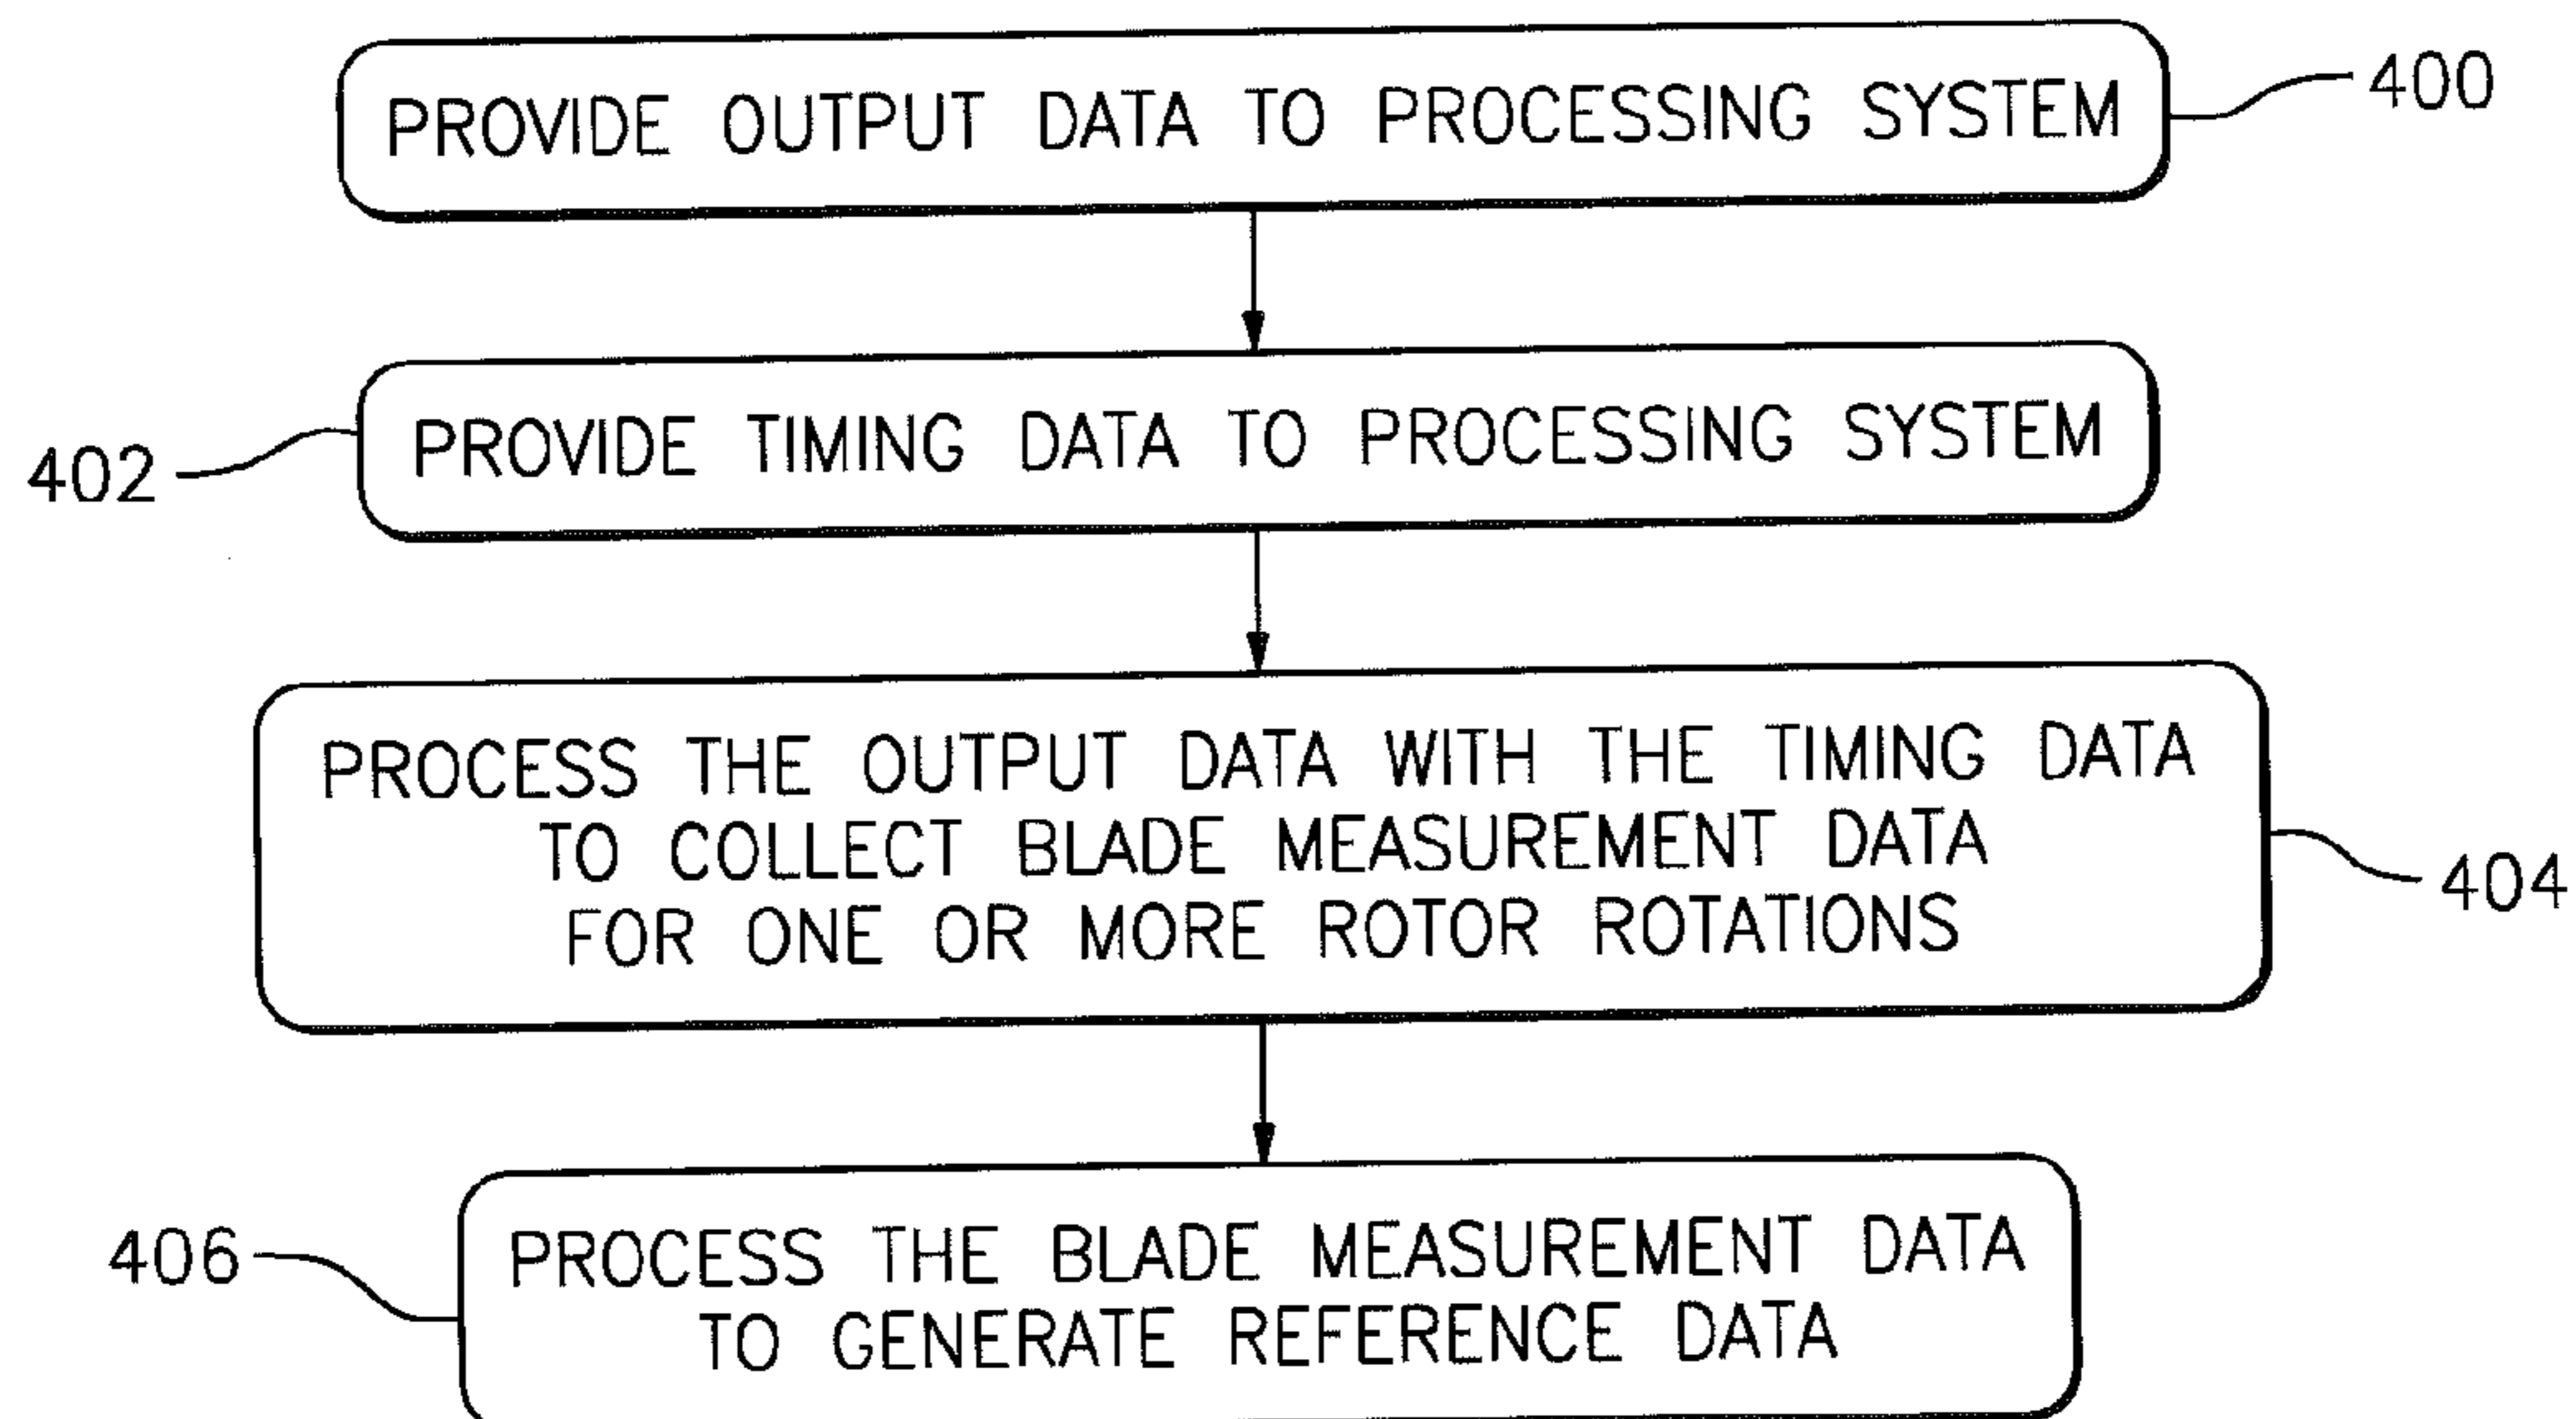 PROVIDE OUTPUT DATA TO PROCESSING SYSTEM
400
PROVIDE TIMING DATA TO PROCESSING SYSTEM
402
PROCESS THE OUTPUT DATA WITH THE TIMING DATA
TO COLLECT BLADE MEASUREMENT DATA
FOR ONE OR MORE ROTOR ROTATIONS
404
PROCESS THE BLADE MEASUREMENT DATA
TO GENERATE REFERENCE DATA
406